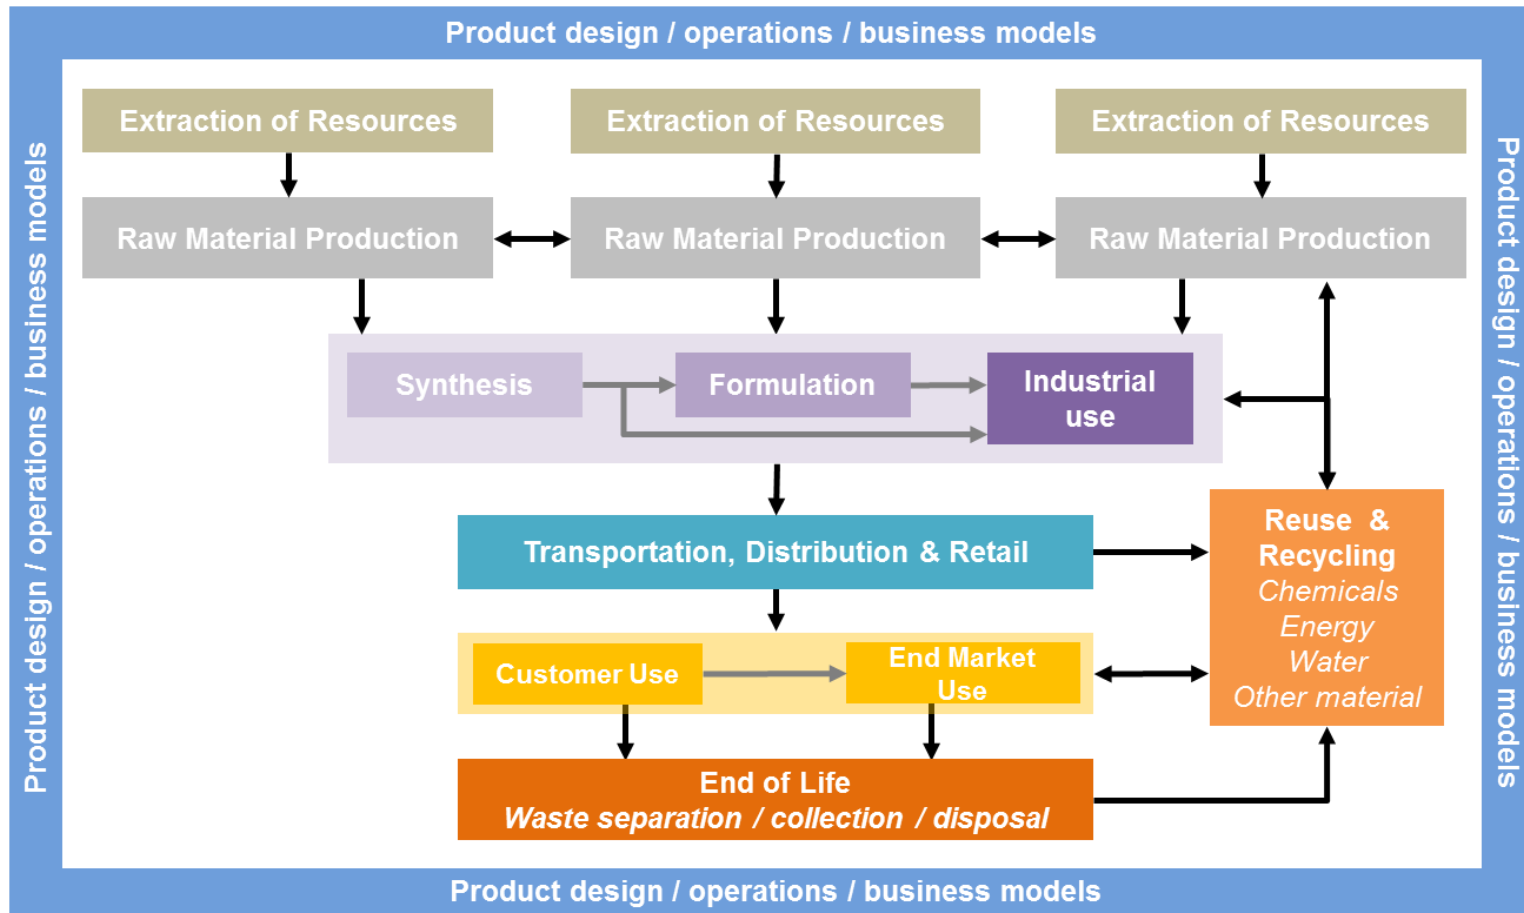 Product design / operations / business models
Product design / operations / business models
Product design / operations / business models
Extraction of Resources
Extraction of Resources
Extraction of Resources
Raw Material Production
Raw Material Production
Raw Material Production
Synthesis
Formulation
Industrial
use
Transportation, Distribution & Retail
Reuse &
Recycling
Chemicals
Energy
Water
Other material
Customer Use
End Market
Use
End of Life
Waste separation / collection / disposal
Product design / operations / business models